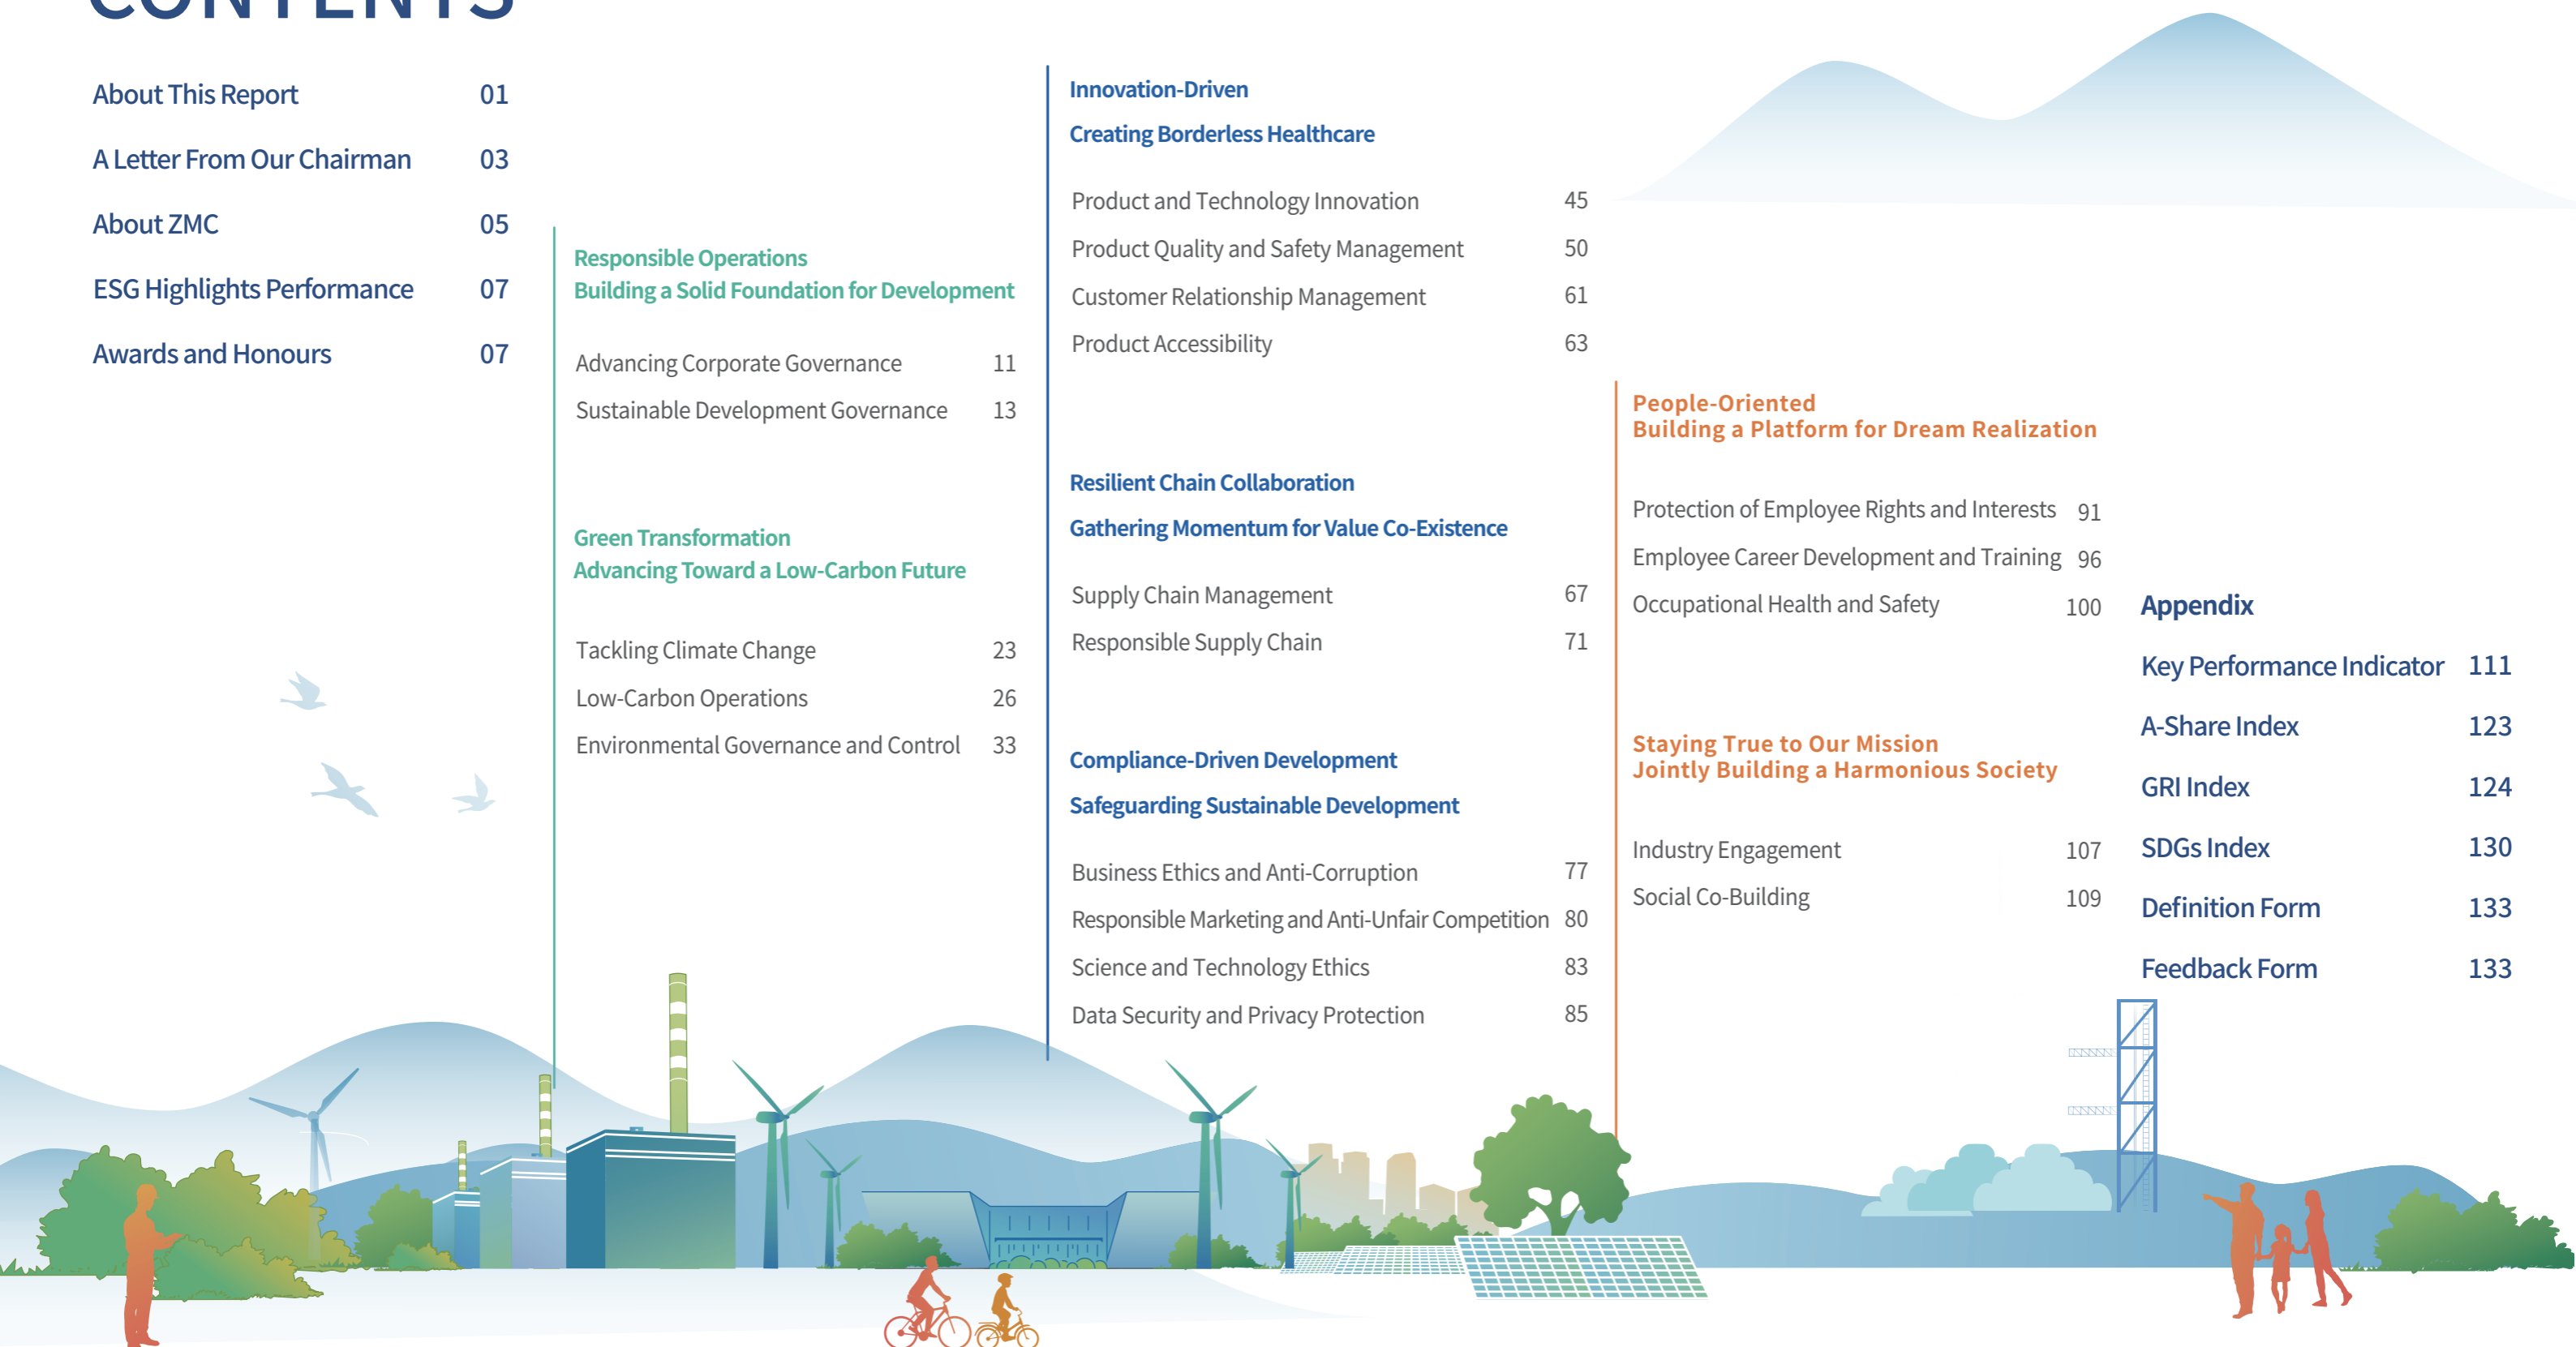 CONTENTS
About This Report 01
A Letter From Our Chairman 03
About ZMC 05
ESG Highlights Performance 07
Awards and Honours 07
Responsible Operations
Building a Solid Foundation for Development
Advancing Corporate Governance 11
Sustainable Development Governance 13
Green Transformation
Advancing Toward a Low-Carbon Future
Tackling Climate Change 23
Low-Carbon Operations 26
Environmental Governance and Control 33
Innovation-Driven
Creating Borderless Healthcare
Product and Technology Innovation 45
Product Quality and Safety Management 50
Customer Relationship Management 61
Product Accessibility 63
Resilient Chain Collaboration
Gathering Momentum for Value Co-Existence
Supply Chain Management 67
Responsible Supply Chain 71
Compliance-Driven Development
Safeguarding Sustainable Development
Business Ethics and Anti-Corruption 77
Responsible Marketing and Anti-Unfair Competition 80
Science and Technology Ethics 83
Data Security and Privacy Protection 85
People-Oriented
Building a Platform for Dream Realization
Protection of Employee Rights and Interests 91
Employee Career Development and Training 96
Occupational Health and Safety 100
Staying True to Our Mission
Jointly Building a Harmonious Society
Industry Engagement 107
Social Co-Building 109
Appendix
Key Performance Indicator 111
A-Share Index 123
GRI Index 124
SDGs Index 130
Definition Form 133
Feedback Form 133